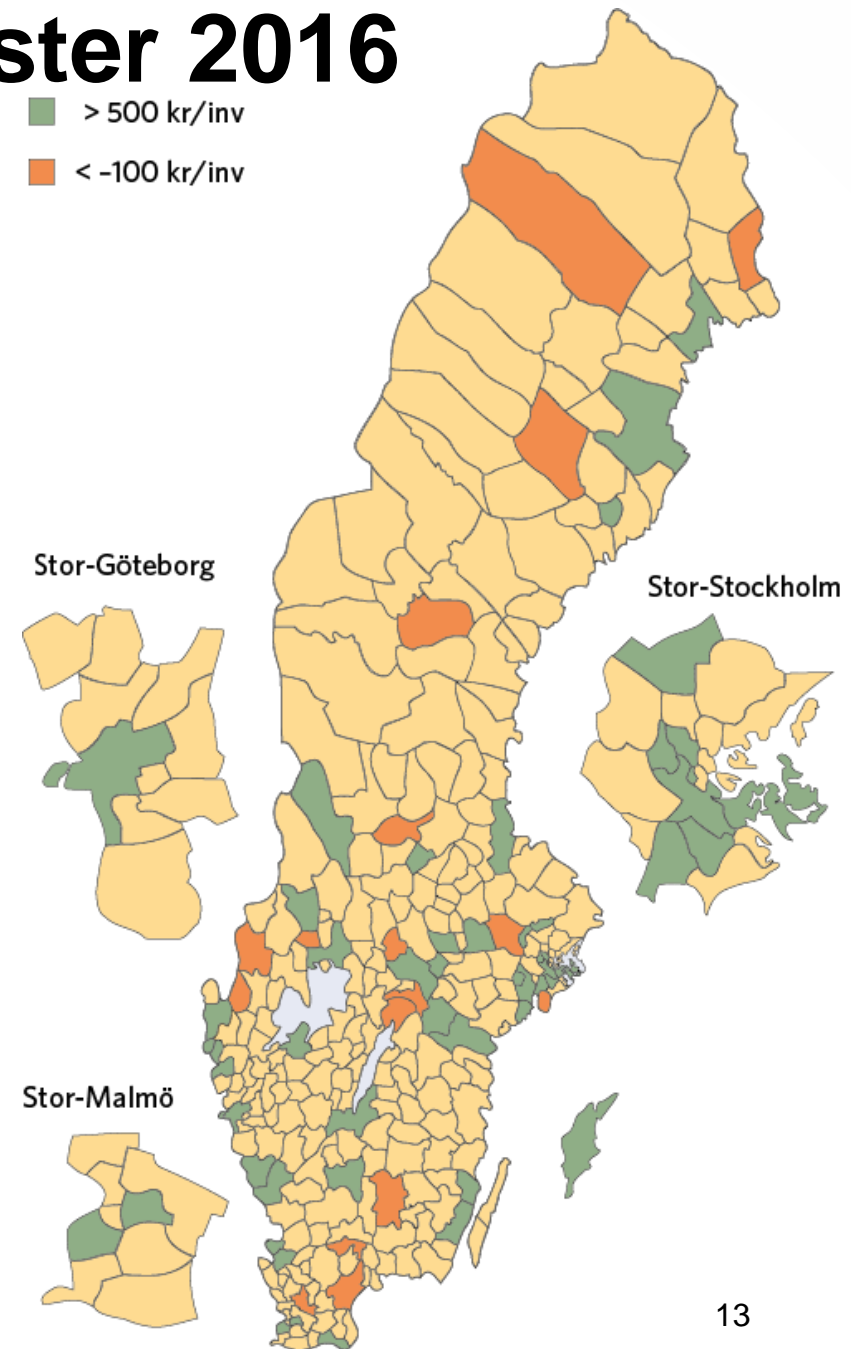 ster 2016
> 500 kr/inv
< -100 kr/inv
Stor-Göteborg
Stor-Stockholm
Stor-Malmö
13